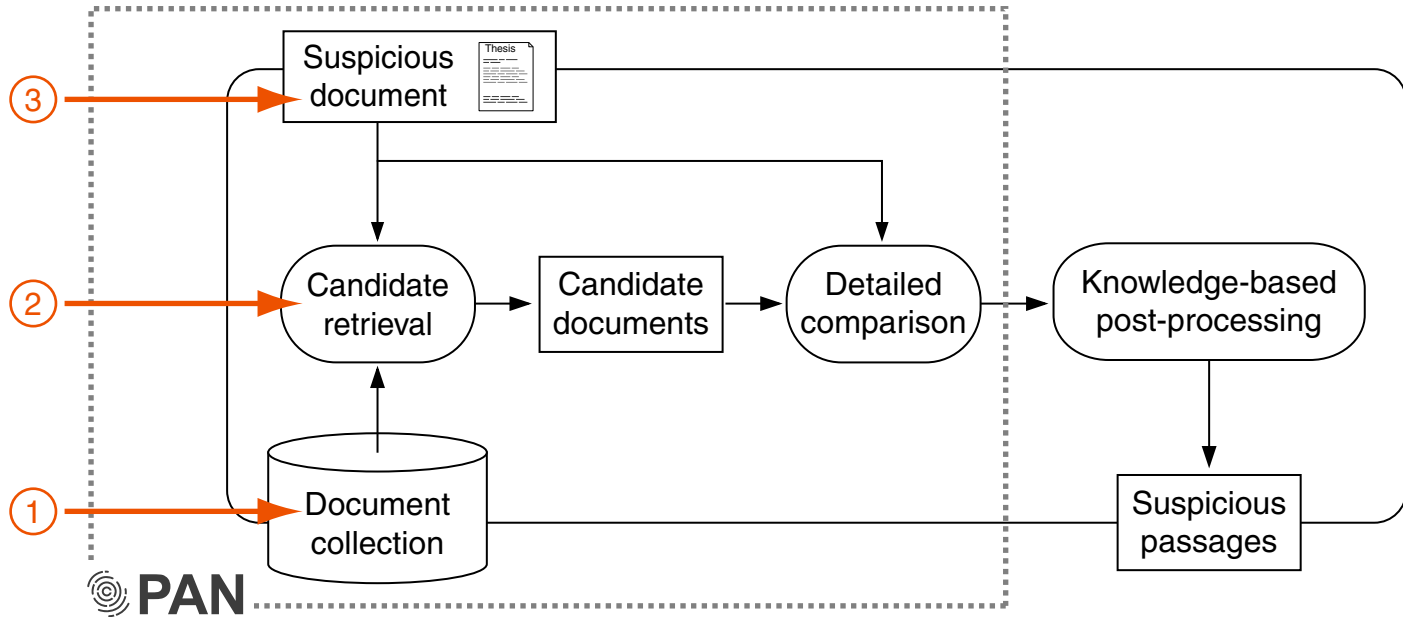 Suspicious
document
Thesis
3
2
Candidate
retrieval
Candidate
documents
Detailed
comparison
Knowledge-based
post-processing
1
Document
collection
Suspicious
passages
PAN